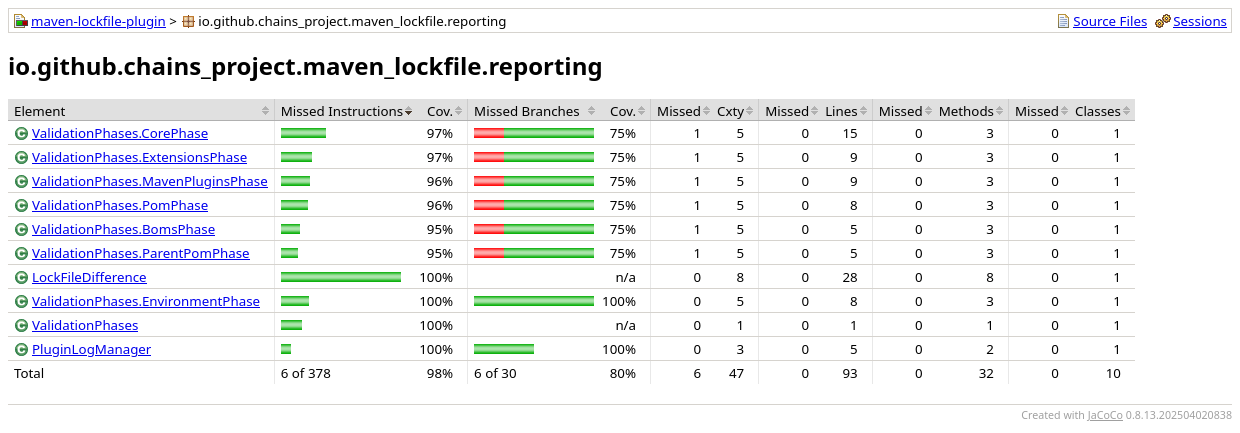 maven-lockfile-plugin > io.github.chains_project.maven_lockfile.reporting Source Files Sessions
io.github.chains_project.maven_lockfile.reporting
Element Missed Instructions Cov. Missed Branches Cov. Missed Cxty Missed Lines Missed Methods Missed Classes
ValidationPhases.CorePhase 97% 75% 1 5 0 15 0 3 0 1
ValidationPhases.ExtensionsPhase 97% 75% 1 5 0 9 0 3 0 1
ValidationPhases.MavenPluginsPhase 96% 75% 1 5 0 9 0 3 0 1
ValidationPhases.PomPhase 96% 75% 1 5 0 8 0 3 0 1
ValidationPhases.BomsPhase 95% 75% 1 5 0 5 0 3 0 1
ValidationPhases.ParentPomPhase 95% 75% 1 5 0 5 0 3 0 1
LockFileDifference 100% n/a 0 8 0 28 0 8 0 1
ValidationPhases.EnvironmentPhase 100% 100% 0 5 0 8 0 3 0 1
ValidationPhases 100% n/a 0 1 0 1 0 1 0 1
PluginLogManager 100% 100% 0 3 0 5 0 2 0 1
Total 6 of 378 98% 6 of 30 80% 6 47 0 93 0 32 0 10
Created with JaCoCo 0.8.13.202504020838